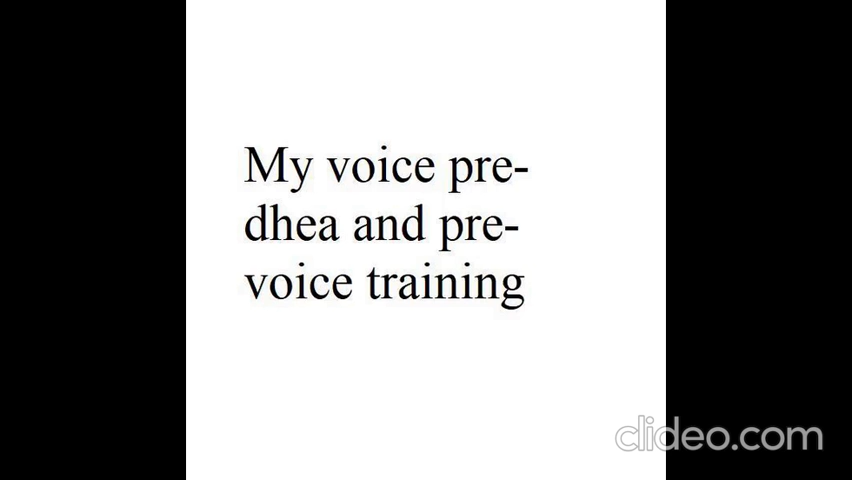 My voice pre-
dhea and pre-
voice training
clideo.com